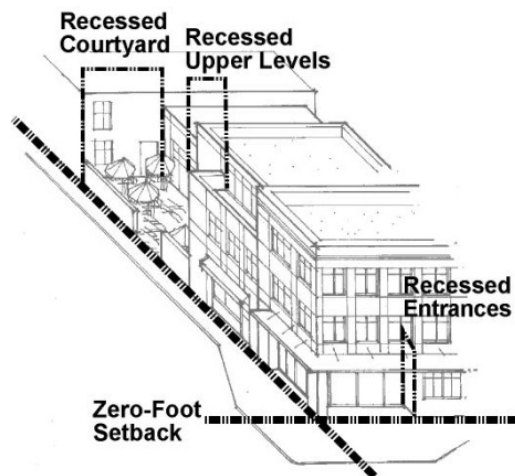 Recessed
Courtyard
Recessed
Upper Levels
Recessed
Entrances
Zero-Foot
Setback